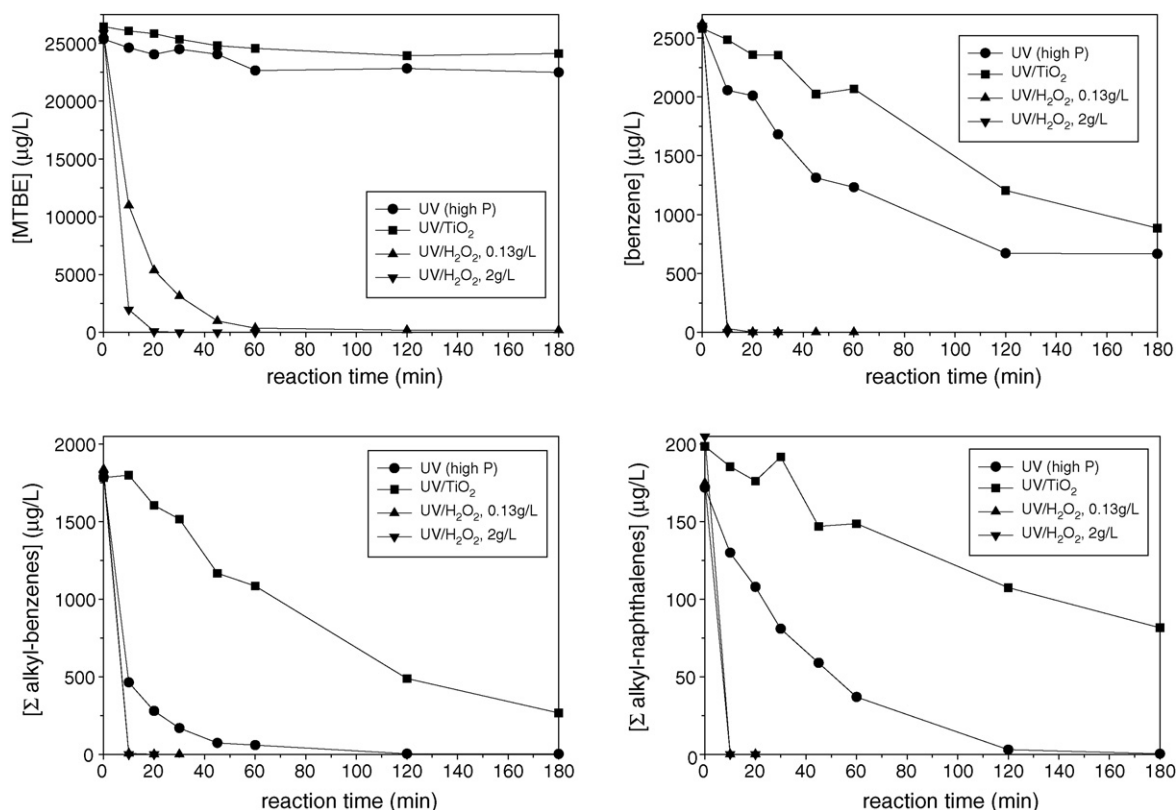 [MTBE] (µg/L)
25000
20000
15000
10000
5000
0
UV (high P)
UV/TiO₂
UV/H₂O₂, 0.13g/L
UV/H₂O₂, 2g/L
0 20 40 60 80 100 120 140 160 180
reaction time (min)
[benzene] (µg/L)
2500
2000
1500
1000
500
0
UV (high P)
UV/TiO₂
UV/H₂O₂, 0.13g/L
UV/H₂O₂, 2g/L
0 20 40 60 80 100 120 140 160 180
reaction time (min)
[Σ alkyl-benzenes] (µg/L)
2000
1500
1000
500
0
UV (high P)
UV/TiO₂
UV/H₂O₂, 0.13g/L
UV/H₂O₂, 2g/L
0 20 40 60 80 100 120 140 160 180
reaction time (min)
[Σ alkyl-naphthalenes] (µg/L)
200
150
100
50
0
UV (high P)
UV/TiO₂
UV/H₂O₂, 0.13g/L
UV/H₂O₂, 2g/L
0 20 40 60 80 100 120 140 160 180
reaction time (min)